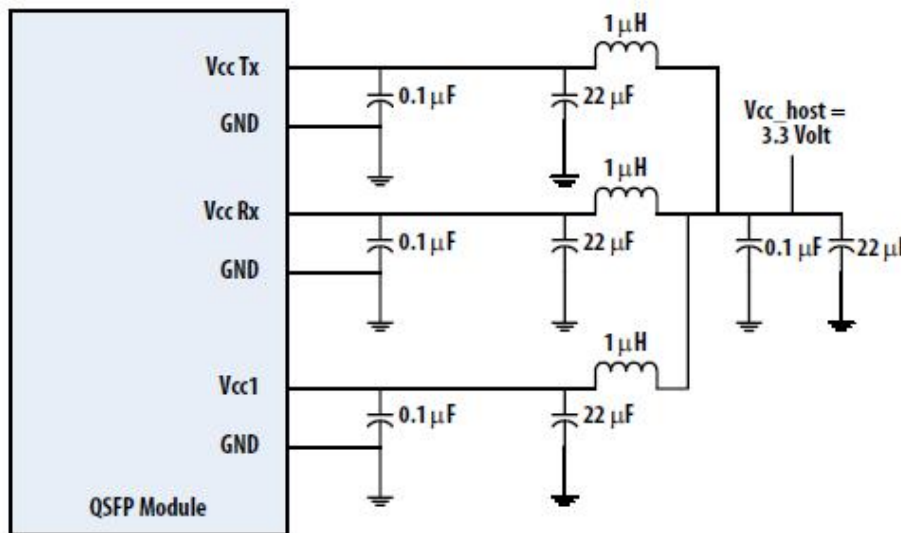 1 μH
Vcc Tx
0.1 μF
22 μF
GND
Vcc_host =
3.3 Volt
1 μH
Vcc Rx
0.1 μF
22 μF
0.1 μF
22 μF
GND
1 μH
Vcc1
0.1 μF
22 μF
GND
QSFP Module